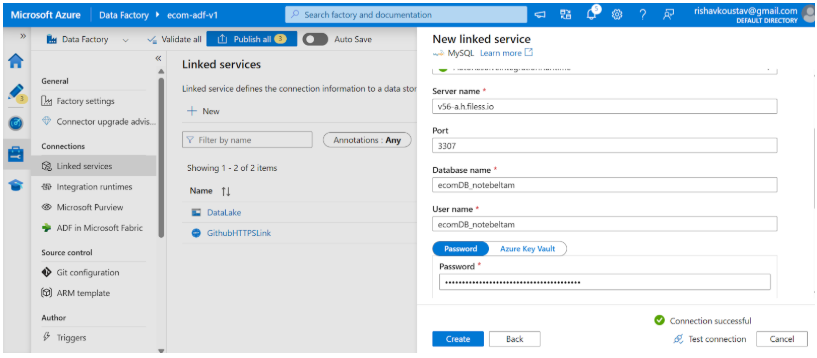 Microsoft Azure
Data Factory
ecom-adf-v1
Search factory and documentation
1
rishavkoustav@gmail.com
DEFAULT DIRECTORY
»
Data Factory
Validate all
Publish all 3
Auto Save
«
3
General
Factory settings
Connector upgrade advis...
Connections
Linked services
Integration runtimes
Microsoft Purview
ADF in Microsoft Fabric
Source control
Git configuration
ARM template
Author
Triggers
Linked services
Linked service defines the connection information to a data stor
+ New
Filter by name
Annotations : Any
Showing 1 - 2 of 2 items
Name
DataLake
GithubHTTPSLink
New linked service
MySQL Learn more
Server name *
v56-a.h.filess.io
Port
3307
Database name *
ecomDB_notebeltam
User name *
ecomDB_notebeltam
Password
Azure Key Vault
Password *
Connection successful
Create
Back
Test connection
Cancel